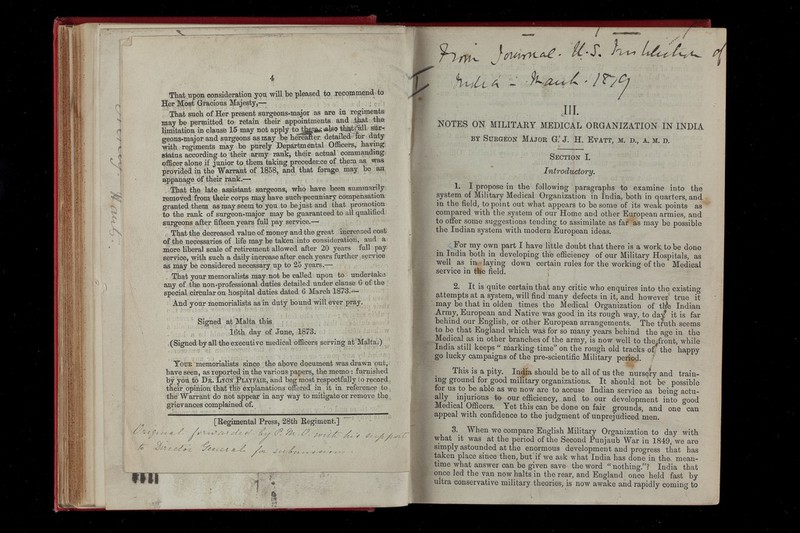 4
That upon consideration you will be pleased to recommend to
Her Most Gracious Majesty,—
That such of Her present surgeons-major as are in regiments
may be permitted to retain their appointments and that the
limitation in clause 15 may not apply to them; also that all sur-
geons-major and surgeons as may be hereafter detailed for duty
with regiments may be purely Departmental Officers, having
status according to their army rank, their actual commanding
officer alone if junior to them taking precedence of them as was
provided in the Warrant of 1858, and that forage may be an
appanage of their rank.—
That the late assistant surgeons, who have been summarily
removed from their corps may have such pecuniary compensation
granted them as may seem to you to be just and that promotion
to the rank of surgeon-major may be guaranteed to all qualified
surgeons after fifteen years full pay service.—
That the decreased value of money and the great increased cost
of the necessaries of life may be taken into consideration, and a
more liberal scale of retirement allowed after 20 years full pay
service, with such a daily increase after each years further service
as may be considered necessary up to 25 years.—
That your memorialists may not be called upon to undertake
any of the non-professional duties detailed under clause 6 of the
special circular on hospital duties dated 6 March 1873.—
And your memorialists as in duty bound will ever pray.
Signed at Malta this
16th day of June, 1873.
(Signed by all the executive medical officers serving at Malta.)
Your memorialists since the above document was drawn out,
have seen, as reported in the various papers, the memo: furnished
by you to Dr. Lyon Playfair, and beg most respectfully to record
their opinion that the explanations offered in it in reference to
the Warrant do not appear in any way to mitigate or remove the
grievances complained of.
[Regimental Press, 28th Regiment.]
Original forwarded by P.M.O. with his support
to Director General for
From Journal. U.S. Institution of
India - March. 1879
III.
NOTES ON MILITARY MEDICAL ORGANIZATION IN INDIA
BY SURGEON MAJOR G. J. H. EVATT, M. D., A. M. D.
SECTION I.
Introductory.
1. I propose in the following paragraphs to examine into the
system of Military Medical Organization in India, both in quarters, and
in the field, to point out what appears to be some of its weak points as
compared with the system of our Home and other European armies, and
to offer some suggestions tending to assimilate as far as may be possible
the Indian system with modern European ideas.
For my own part I have little doubt that there is a work to be done
in India both in developing the efficiency of our Military Hospitals, as
well as in laying down certain rules for the working of the Medical
service in the field.
2. It is quite certain that any critic who enquires into the existing
attempts at a system, will find many defects in it, and however true it
may be that in olden times the Medical Organization of the Indian
Army, European and Native was good in its rough way, to day it is far
behind our English, or other European arrangements. The truth seems
to be that England which was for so many years behind the age in the
Medical as in other branches of the army, is now well to the front, while
India still keeps "marking time" on the rough old tracks of the happy
go lucky campaigns of the pre-scientific Military period.
This is a pity. India should be to all of us the nursery and train-
ing ground for good military organizations. It should not be possible
for us to be able as we now are to accuse Indian service as being actu-
ally injurious to our efficiency, and to our development into good
Medical Officers. Yet this can be done on fair grounds, and one can
appeal with confidence to the judgment of unprejudiced men.
3. When we compare English Military Organization to day with
what it was at the period of the Second Punjaub War in 1849, we are
simply astounded at the enormous development and progress that has
taken place since then, but if we ask what India has done in the mean-
time what answer can be given save the word "nothing."? India that
once led the van now halts in the rear, and England once held fast by
ultra conservative military theories, is now awake and rapidly coming to